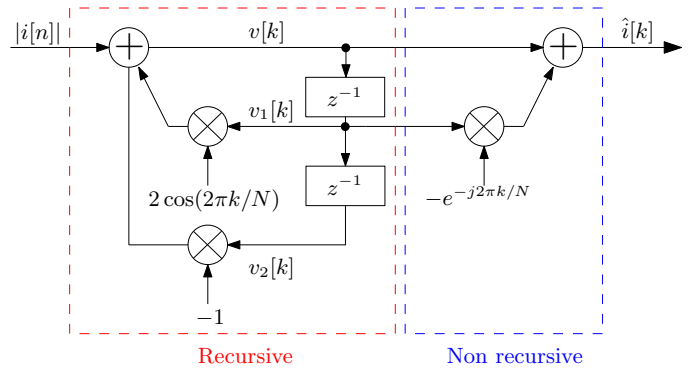 |i[n]|
v[k]
î[k]
z⁻¹
v₁[k]
z⁻¹
2 cos(2πk/N)
−e^{−j2πk/N}
v₂[k]
−1
Recursive
Non recursive